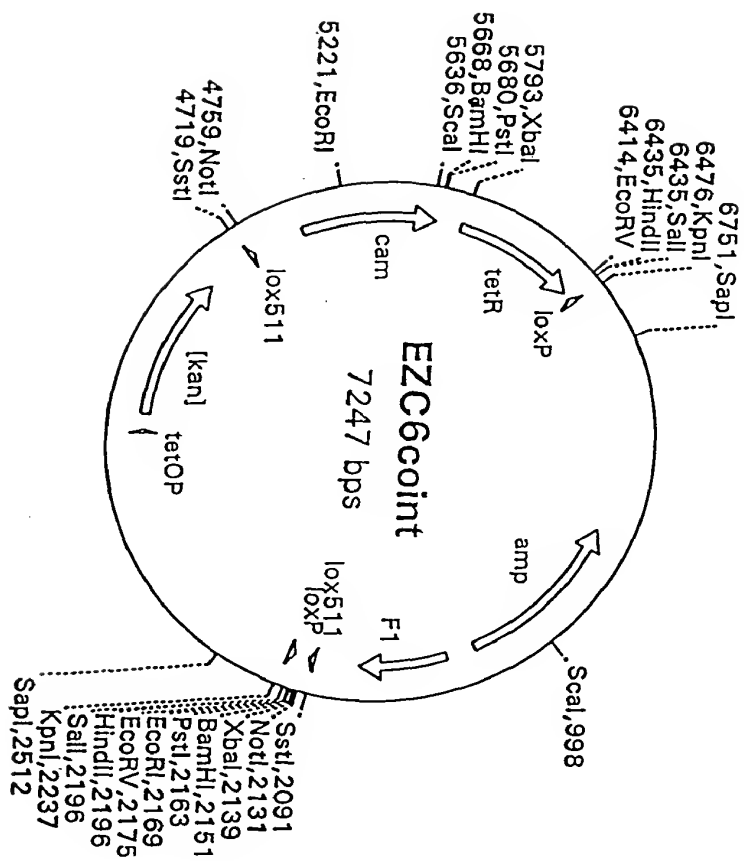 6751,SapI
6476,KpnI
6435,SalI
6435,HindII
6414,EcoRV
5793,XbaI
5680,PstI
5668,BamHI
5636,ScaI
5221,EcoRI
4759,NotI
4719,SstI
ScaI,998
amp
loxP
tetR
cam
EZC6coint
7247 bps
F1
lox511
loxP
lox511
[kan]
tetOP
SstI,2091
NotI,2131
XbaI,2139
BamHI,2151
PstI,2163
EcoRI,2169
EcoRV,2175
HindII,2196
SalI,2196
KpnI,2237
SapI,2512